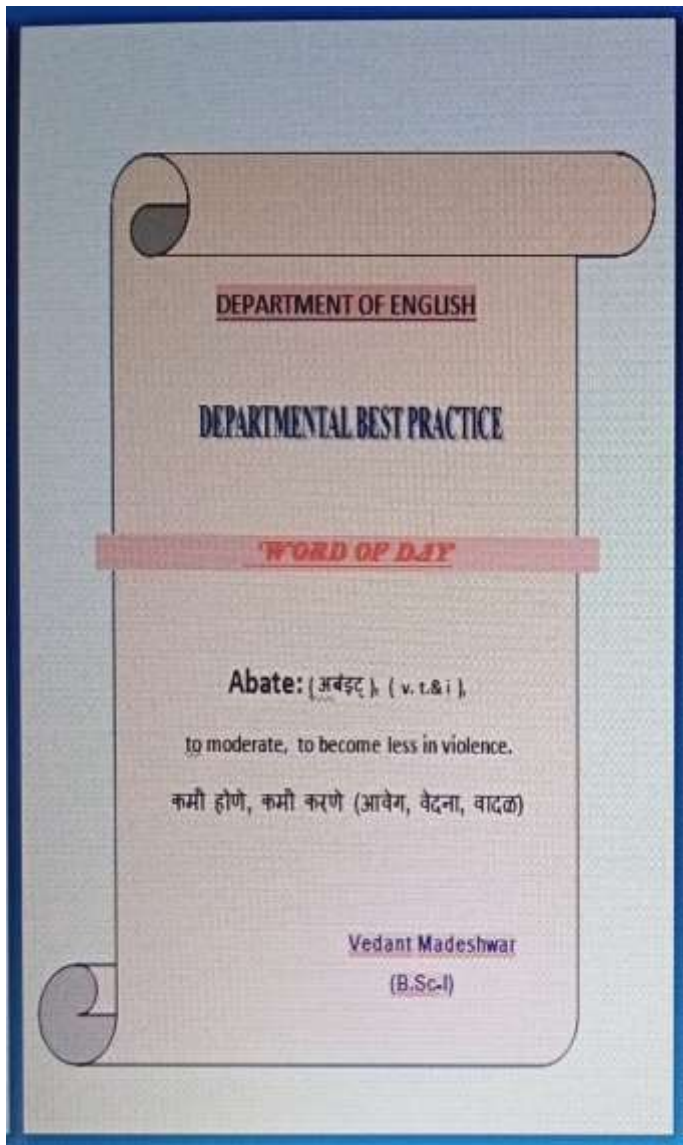 DEPARTMENT OF ENGLISH
DEPARTMENTAL BEST PRACTICE
WORD OF DAY
Abate: (अबेइट् ), ( v. t.& i ),
to moderate, to become less in violence.
कमी होणे, कमी करणे (आवेग, वेदना, वादळ)
Vedant Madeshwar
(B.Sc-I)